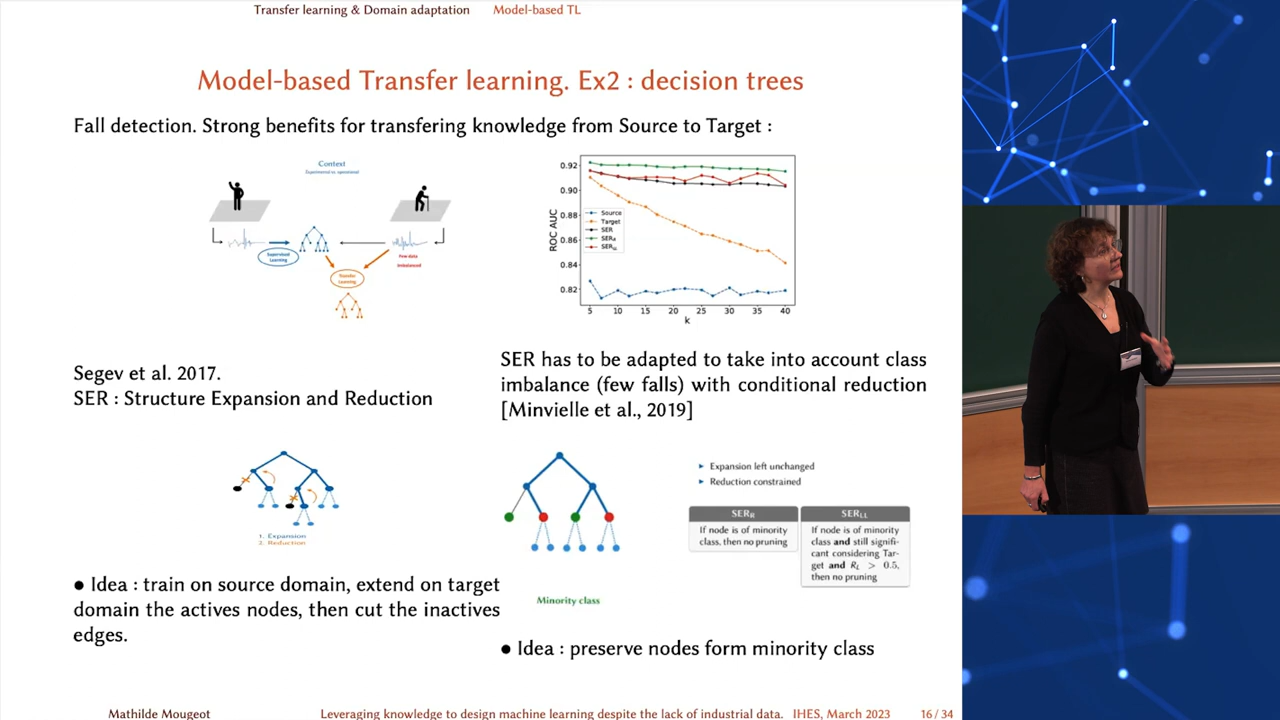 Transfer learning & Domain adaptation Model-based TL
Model-based Transfer learning. Ex2 : decision trees
Fall detection. Strong benefits for transfering knowledge from Source to Target :
Context
Experimental vs. operational
Supervised
Learning
Few data
Imbalanced
Transfer
Learning
ROC AUC
0.92
0.90
0.88
0.86
0.84
0.82
Source
Target
SER
SER_R
SER_LL
5 10 15 20 25 30 35 40
k
Segev et al. 2017.
SER : Structure Expansion and Reduction
1. Expansion
2. Reduction
● Idea : train on source domain, extend on target
domain the actives nodes, then cut the inactives
edges.
SER has to be adapted to take into account class
imbalance (few falls) with conditional reduction
[Minvielle et al., 2019]
Minority class
▸ Expansion left unchanged
▸ Reduction constrained
SER_R
If node is of minority
class, then no pruning
SER_LL
If node is of minority
class and still signifi-
cant considering Tar-
get and R_L > 0.5,
then no pruning
● Idea : preserve nodes form minority class
Mathilde Mougeot Leveraging knowledge to design machine learning despite the lack of industrial data. IHES, March 2023 16 / 34